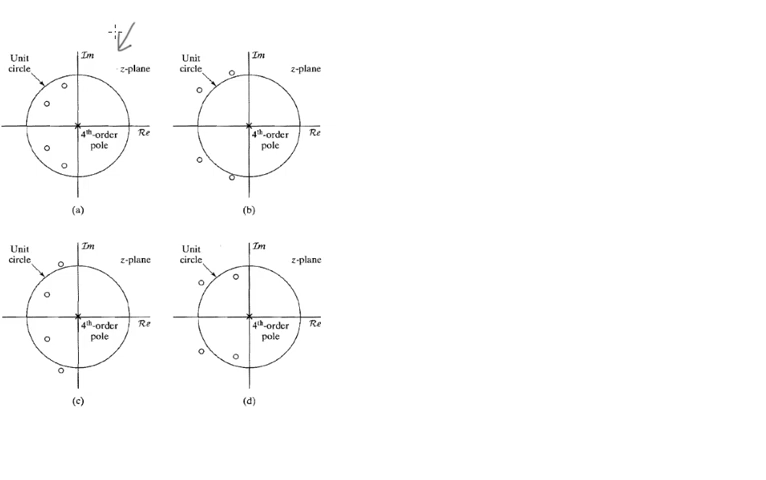 Im
Unit
circle
z-plane
4th-order
pole
Re
(a)
Im
Unit
circle
z-plane
4th-order
pole
Re
(b)
Im
Unit
circle
z-plane
4th-order
pole
Re
(c)
Im
Unit
circle
z-plane
4th-order
pole
Re
(d)